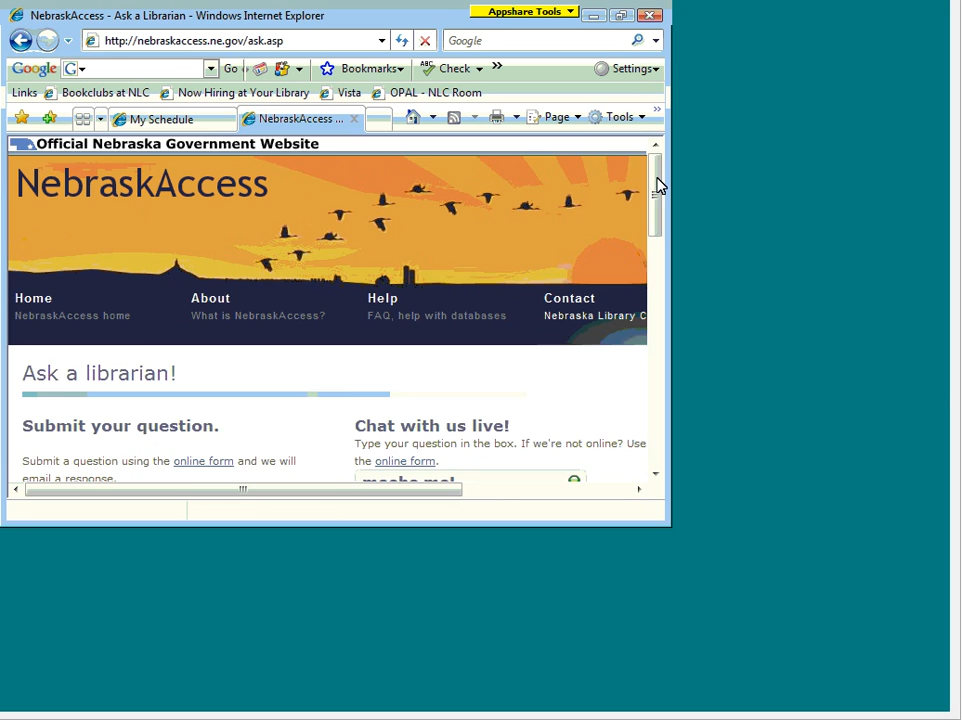 NebraskAccess - Ask a Librarian - Windows Internet Explorer
Appshare Tools
http://nebraskaccess.ne.gov/ask.asp
Google
Google G Go Bookmarks ABC Check » Settings
Links Bookclubs at NLC Now Hiring at Your Library Vista OPAL - NLC Room
My Schedule NebraskAccess ... Page Tools »
Official Nebraska Government Website
NebraskAccess
Home About Help Contact
NebraskAccess home What is NebraskAccess? FAQ, help with databases Nebraska Library C
Ask a librarian!
Submit your question.
Submit a question using the online form and we will
email a response.
Chat with us live!
Type your question in the box. If we're not online? Use
the online form.
meebo me!